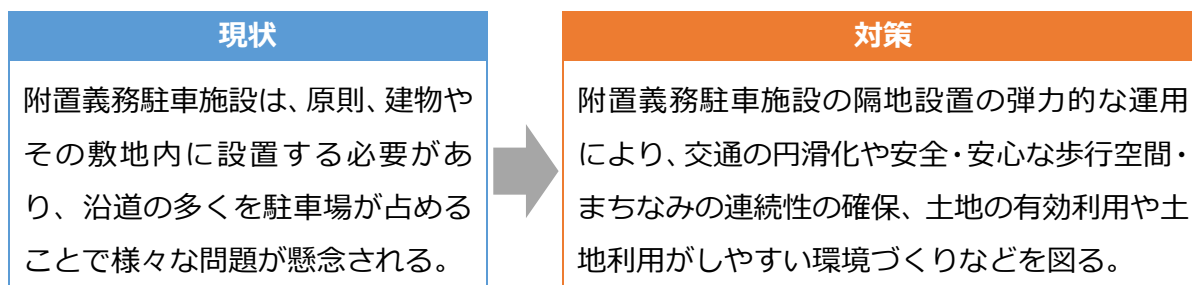 現状
附置義務駐車施設は、原則、建物や
その敷地内に設置する必要があ
り、沿道の多くを駐車場が占める
ことで様々な問題が懸念される。
対策
附置義務駐車施設の隔地設置の弾力的な運用
により、交通の円滑化や安全・安心な歩行空間・
まちなみの連続性の確保、土地の有効利用や土
地利用がしやすい環境づくりなどを図る。